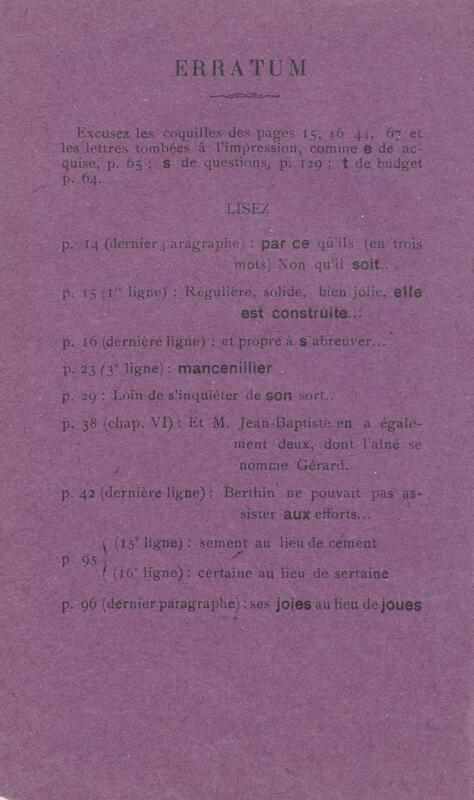 ERRATUM
Excusez les coquilles des pages 15, 16 44, 67 et
les lettres tombées à l'impression, comme e de ac-
quise, p. 65 ; s de questions, p. 129 ; t de budget
p. 64.
LISEZ
p. 14 (dernier paragraphe) : par ce qu'ils (en trois
mots) Non qu'il soit...
p. 15 (1re ligne) : Régulière, solide, bien jolie, elle
est construite...
p. 16 (dernière ligne) : et propre à s'abreuver...
p. 23 (3e ligne) : mancenillier
p. 29 : Loin de s'inquiéter de son sort..
p. 38 (chap. VI) : Et M. Jean-Baptiste en a égale-
ment deux, dont l'aîné se
nomme Gérard.
p. 42 (dernière ligne) : Berthin ne pouvait pas as-
sister aux efforts...
(15e ligne) : sement au lieu de cement
p 95
(16e ligne) : certaine au lieu de sertaine
p. 96 (dernier paragraphe) : ses joies au lieu de joues